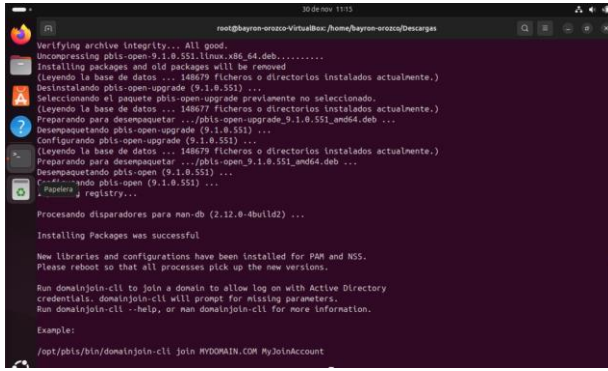 30 de nov 11:15
root@bayron-orozco-VirtualBox: /home/bayron-orozco/Descargas
Verifying archive integrity... All good.
Uncompressing pbis-open-9.1.0.551.linux.x86_64.deb.........
Installing packages and old packages will be removed
(Leyendo la base de datos ... 148679 ficheros o directorios instalados actualmente.)
Desinstalando pbis-open-upgrade (9.1.0.551) ...
Seleccionando el paquete pbis-open-upgrade previamente no seleccionado.
(Leyendo la base de datos ... 148677 ficheros o directorios instalados actualmente.)
Preparando para desempaquetar .../pbis-open-upgrade_9.1.0.551_amd64.deb ...
Desempaquetando pbis-open-upgrade (9.1.0.551) ...
Configurando pbis-open-upgrade (9.1.0.551) ...
(Leyendo la base de datos ... 148679 ficheros o directorios instalados actualmente.)
Preparando para desempaquetar .../pbis-open_9.1.0.551_amd64.deb ...
Desempaquetando pbis-open (9.1.0.551) ...
ando pbis-open (9.1.0.551) ...
Papelera
registry...
Procesando disparadores para man-db (2.12.0-4build2) ...
Installing Packages was successful
New libraries and configurations have been installed for PAM and NSS.
Please reboot so that all processes pick up the new versions.
Run domainjoin-cli to join a domain to allow log on with Active Directory
credentials. domainjoin-cli will prompt for missing parameters.
Run domainjoin-cli --help, or man domainjoin-cli for more information.
Example:
/opt/pbis/bin/domainjoin-cli join MYDOMAIN.COM MyJoinAccount